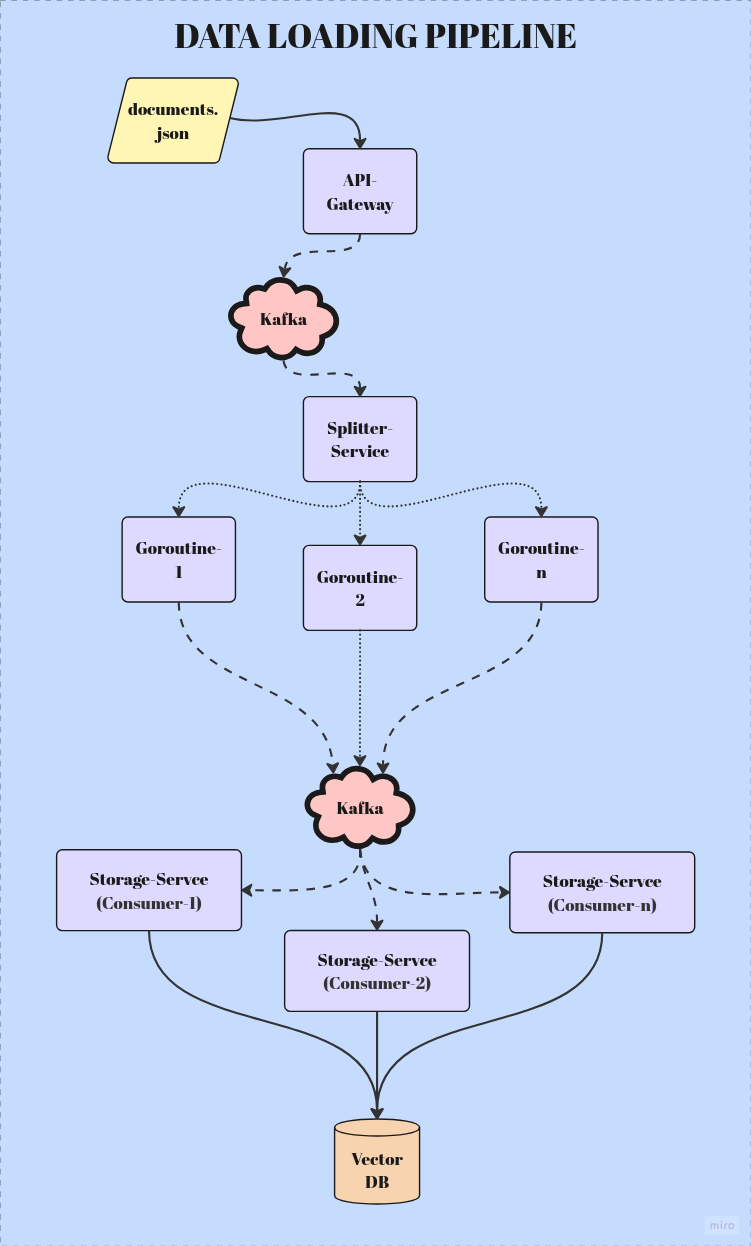 DATA LOADING PIPELINE
documents.
json
API-
Gateway
Kafka
Splitter-
Service
Goroutine-
1
Goroutine-
2
Goroutine-
n
Kafka
Storage-Servce
(Consumer-1)
Storage-Servce
(Consumer-2)
Storage-Servce
(Consumer-n)
Vector
DB
miro